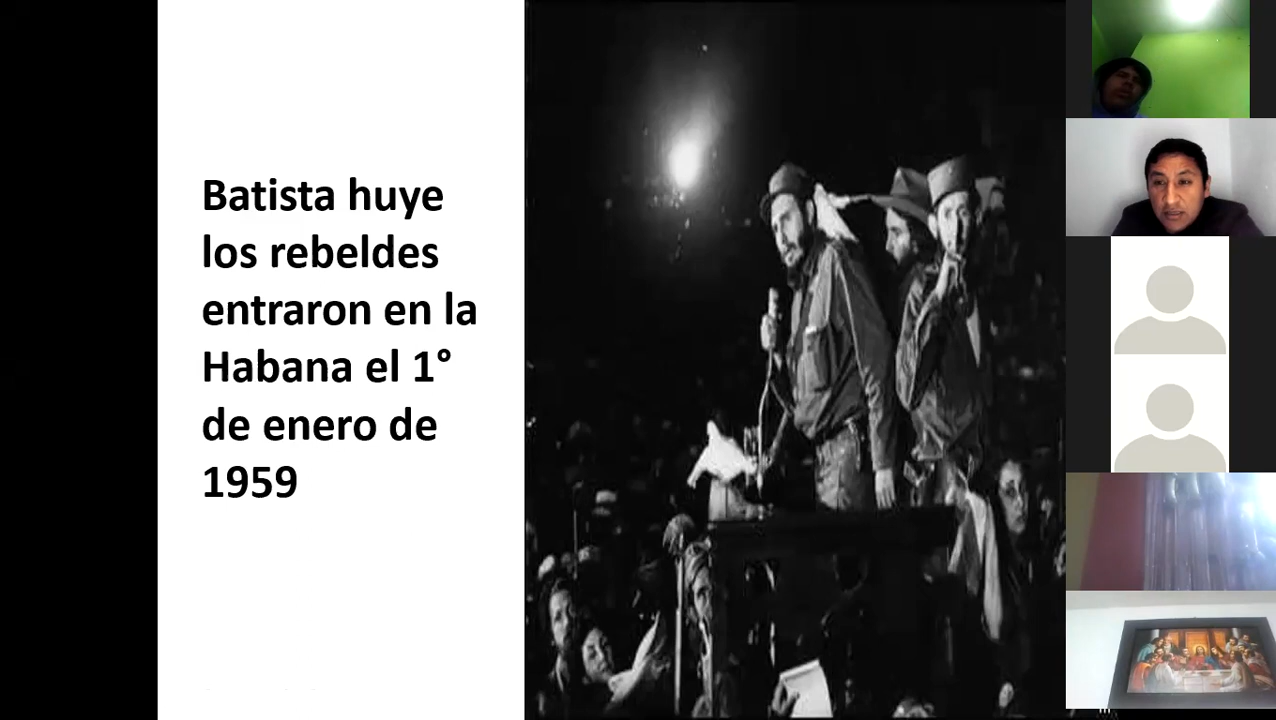 Batista huye
los rebeldes
entraron en la
Habana el 1°
de enero de
1959